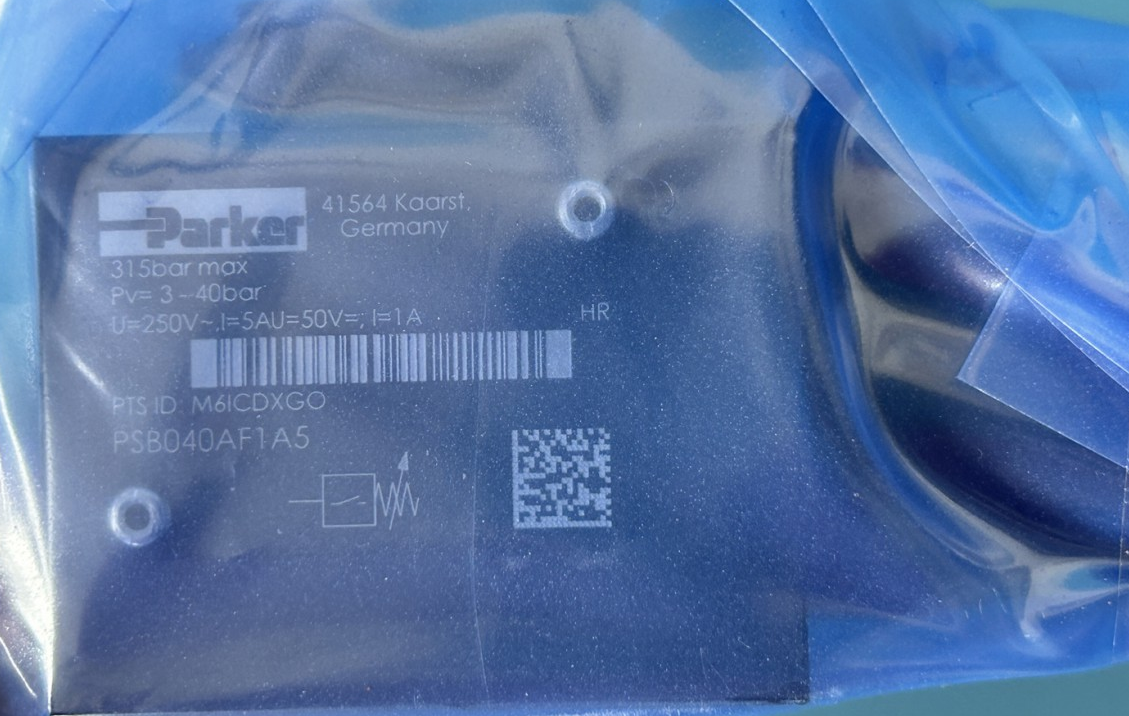 Parker
41564 Kaarst,
Germany
315bar max
Pv= 3 - 40bar
U=250V~, I=5AU=50V=; I=1A
HR
PTS ID: M6ICDXGO
PSB040AF1A5